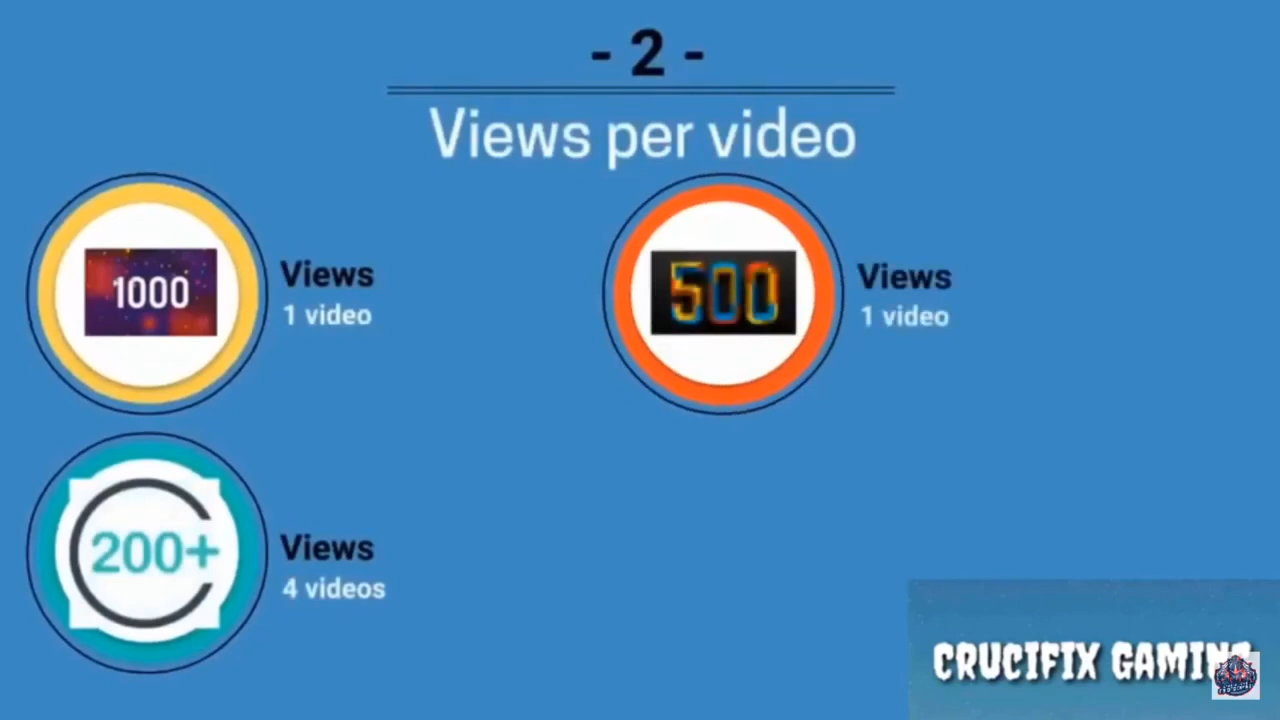 - 2 -
Views per video
1000
Views
1 video
500
Views
1 video
200+
Views
4 videos
CRUCIFIX GAMING